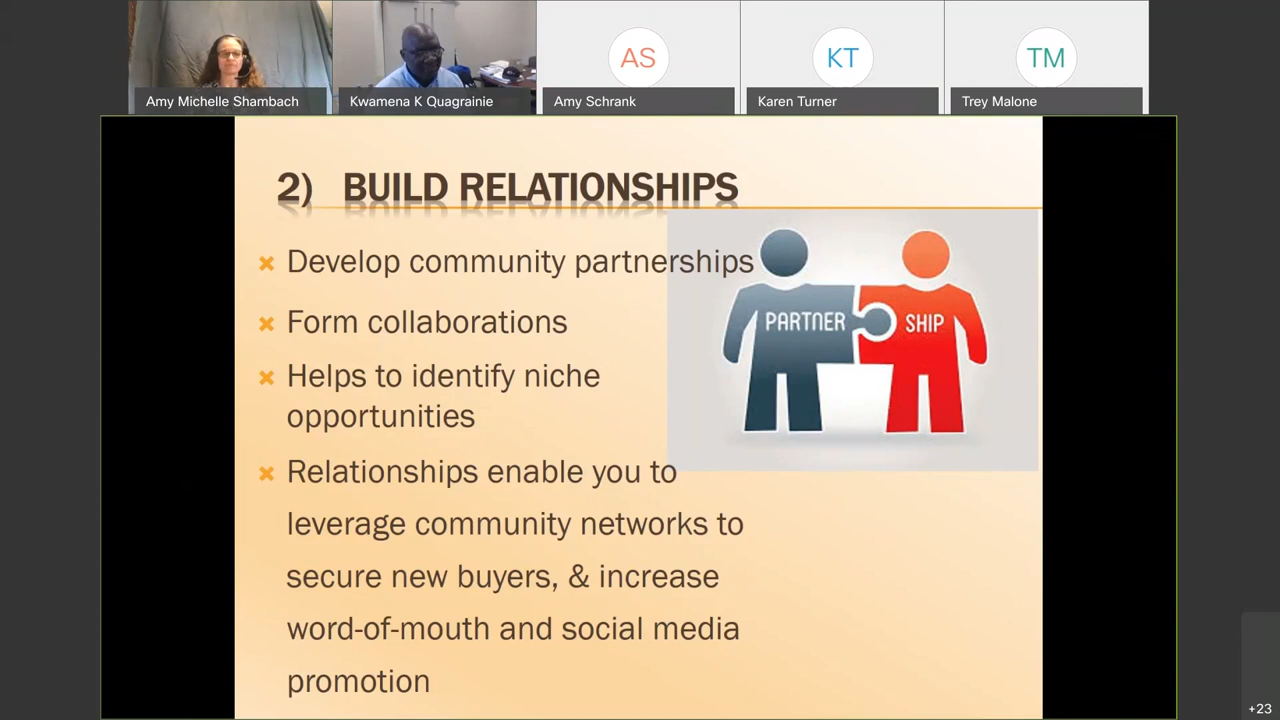 AS
KT
TM
Amy Michelle Shambach
Kwamena K Quagrainie
Amy Schrank
Karen Turner
Trey Malone
2) BUILD RELATIONSHIPS
Develop community partnerships
Form collaborations
Helps to identify niche
opportunities
Relationships enable you to
leverage community networks to
secure new buyers, & increase
word-of-mouth and social media
promotion
PARTNER
SHIP
+23